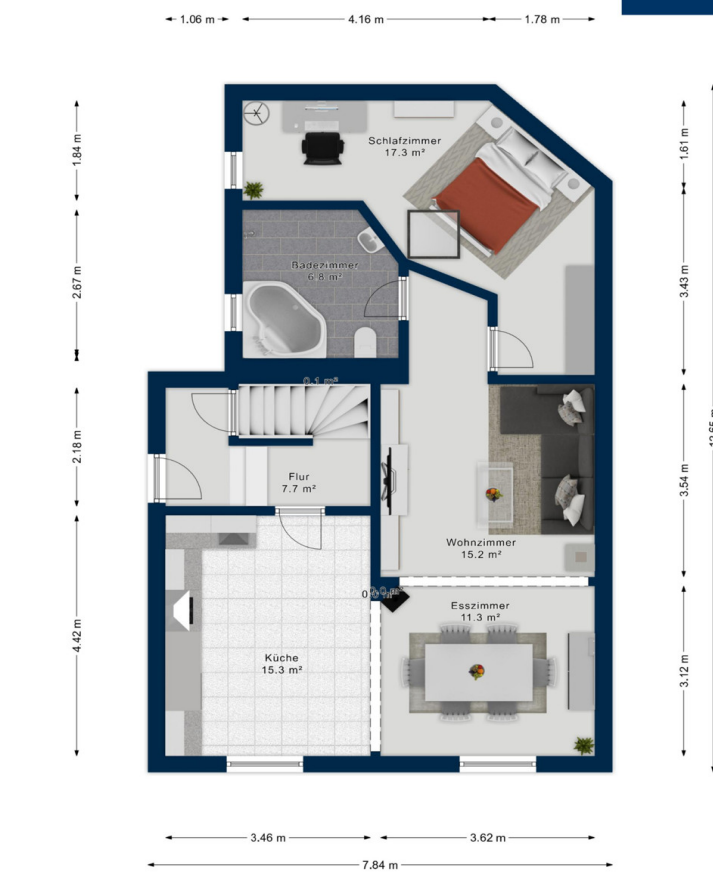 1.06 m
4.16 m
1.78 m
1.84 m
Schlafzimmer
17.3 m²
1.61 m
2.67 m
Badezimmer
6.8 m²
3.43 m
0.1 m²
2.18 m
Flur
7.7 m²
3.54 m
Wohnzimmer
15.2 m²
Esszimmer
11.3 m²
4.42 m
Küche
15.3 m²
3.12 m
3.46 m
3.62 m
7.84 m